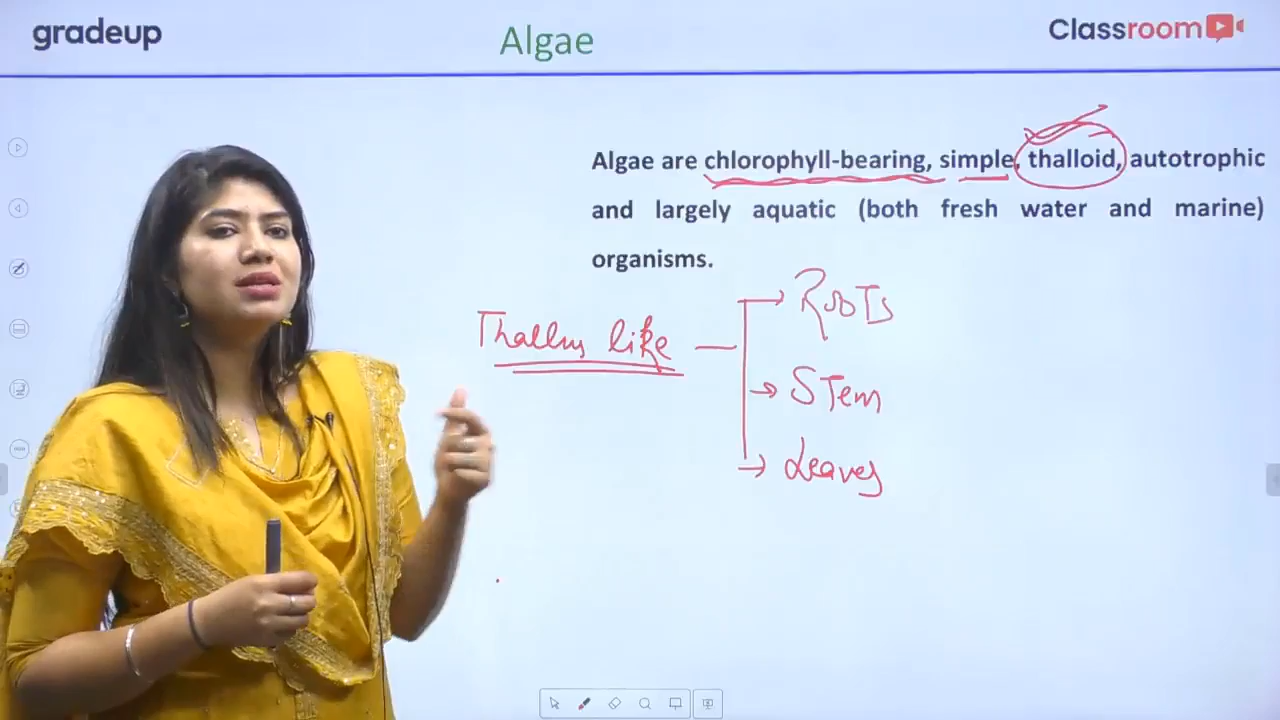 gradeup
Algae
Classroom
Algae are chlorophyll-bearing, simple, thalloid, autotrophic
and largely aquatic (both fresh water and marine)
organisms.
Thallus like
Roots
Stem
Leaves